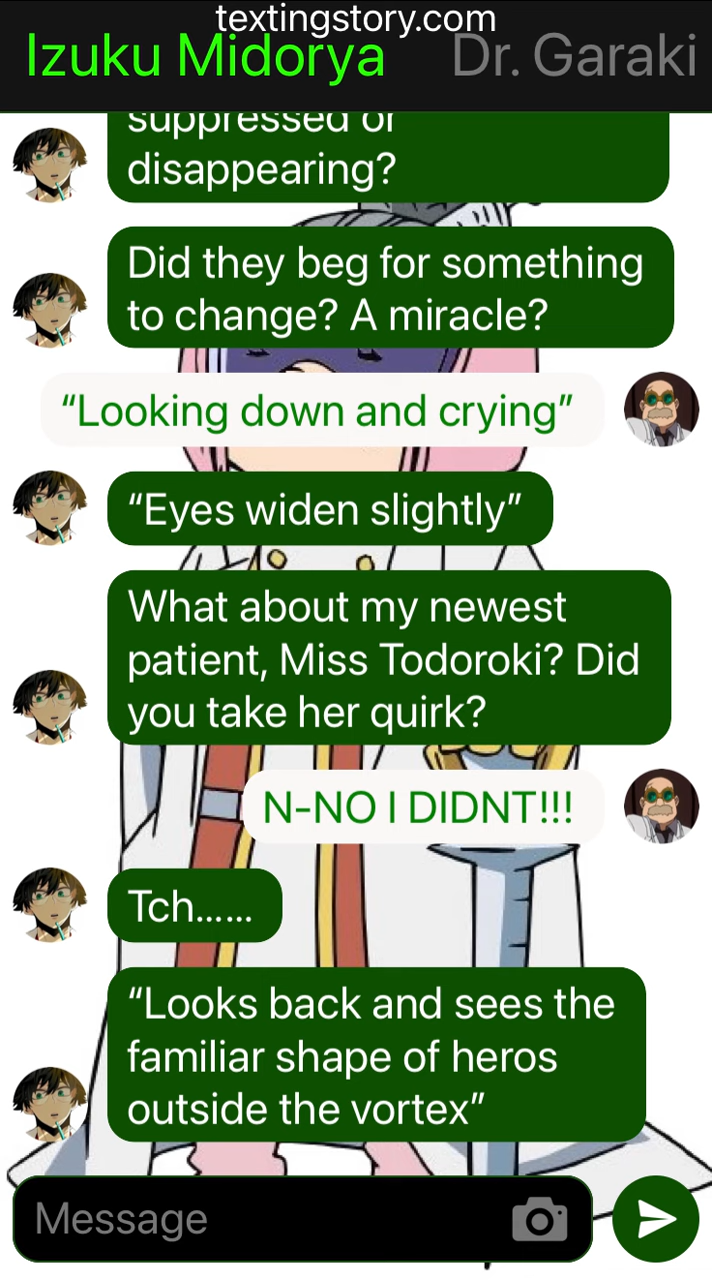 textingstory.com
Izuku Midorya
Dr. Garaki
suppressed or
disappearing?
Did they beg for something
to change? A miracle?
“Looking down and crying”
“Eyes widen slightly”
What about my newest
patient, Miss Todoroki? Did
you take her quirk?
N-NO I DIDNT!!!
Tch......
“Looks back and sees the
familiar shape of heros
outside the vortex”
Message